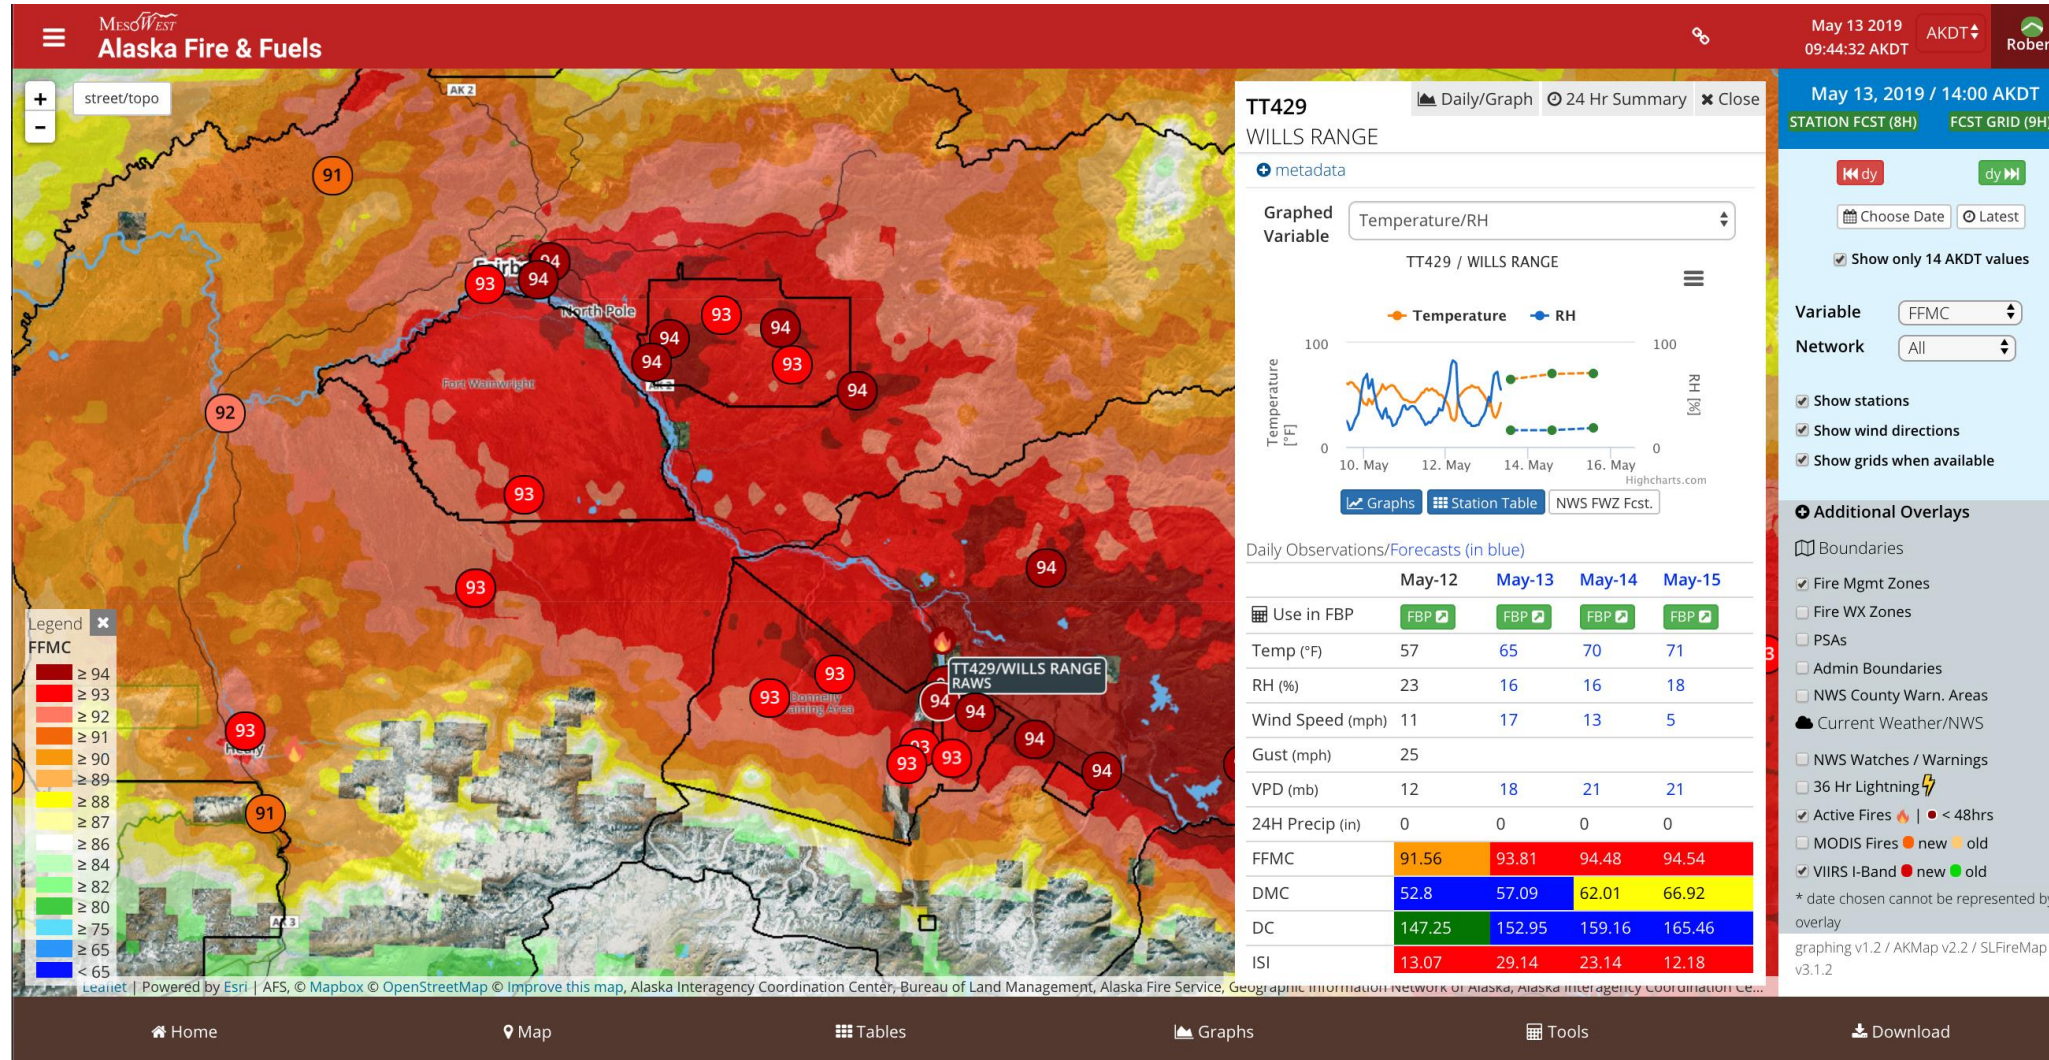 MESOWEST
Alaska Fire & Fuels
May 13 2019
09:44:32 AKDT
AKDT
+
-
street/topo
AK 2
91
94
94
93
North Pole
93
94
94
94
93
94
Fort Wainwright
92
93
93
94
93
93
Donnelly
TT429/WILLS RANGE
RAWS
94
94
93
93
94
94
93
91
Legend
FFMC
≥ 94
≥ 93
≥ 92
≥ 91
≥ 90
≥ 89
≥ 88
≥ 87
≥ 86
≥ 84
≥ 82
≥ 80
≥ 75
≥ 65
< 65
TT429
WILLS RANGE
Daily/Graph 24 Hr Summary Close
metadata
Graphed
Variable
Temperature/RH
TT429 / WILLS RANGE
Temperature RH
100 100
Temperature
[°F]
RH [%]
0 0
10. May 12. May 14. May 16. May
Highcharts.com
Graphs Station Table NWS FWZ Fcst.
Daily Observations/Forecasts (in blue)
May-12 May-13 May-14 May-15
Use in FBP FBP FBP FBP FBP
Temp (°F) 57 65 70 71
RH (%) 23 16 16 18
Wind Speed (mph) 11 17 13 5
Gust (mph) 25
VPD (mb) 12 18 21 21
24H Precip (in) 0 0 0 0
FFMC 91.56 93.81 94.48 94.54
DMC 52.8 57.09 62.01 66.92
DC 147.25 152.95 159.16 165.46
ISI 13.07 29.14 23.14 12.18
May 13, 2019 / 14:00 AKDT
STATION FCST (8H) FCST GRID (9H)
dy dy
Choose Date Latest
Show only 14 AKDT values
Variable FFMC
Network All
Show stations
Show wind directions
Show grids when available
Additional Overlays
Boundaries
Fire Mgmt Zones
Fire WX Zones
PSAs
Admin Boundaries
NWS County Warn. Areas
Current Weather/NWS
NWS Watches / Warnings
36 Hr Lightning
Active Fires | < 48hrs
MODIS Fires new old
VIIRS I-Band new old
* date chosen cannot be represented by
overlay
graphing v1.2 / AKMap v2.2 / SLFireMap
v3.1.2
Leaflet | Powered by Esri | AFS, © Mapbox © OpenStreetMap © Improve this map, Alaska Interagency Coordination Center, Bureau of Land Management, Alaska Fire Service, Geographic Information Network of Alaska, Alaska Interagency Coordination Ce...
Home Map Tables Graphs Tools Download